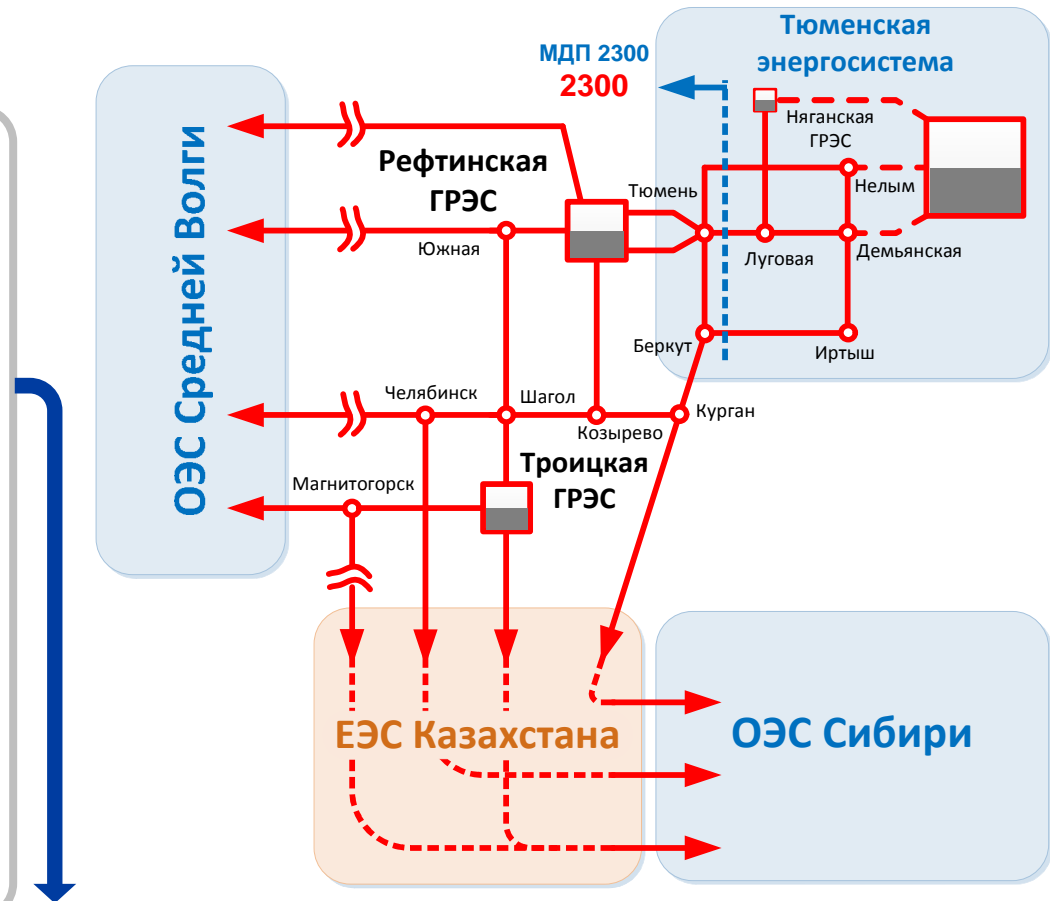 Тюменская
энергосистема
МДП 2300
2300
Няганская
ГРЭС
Рефтинская
ГРЭС
Тюмень
Нелым
Южная
Луговая
Демьянская
ОЭС Средней Волги
Беркут
Иртыш
Челябинск
Шагол
Козырево
Курган
Троицкая
ГРЭС
Магнитогорск
ЕЭС Казахстана
ОЭС Сибири